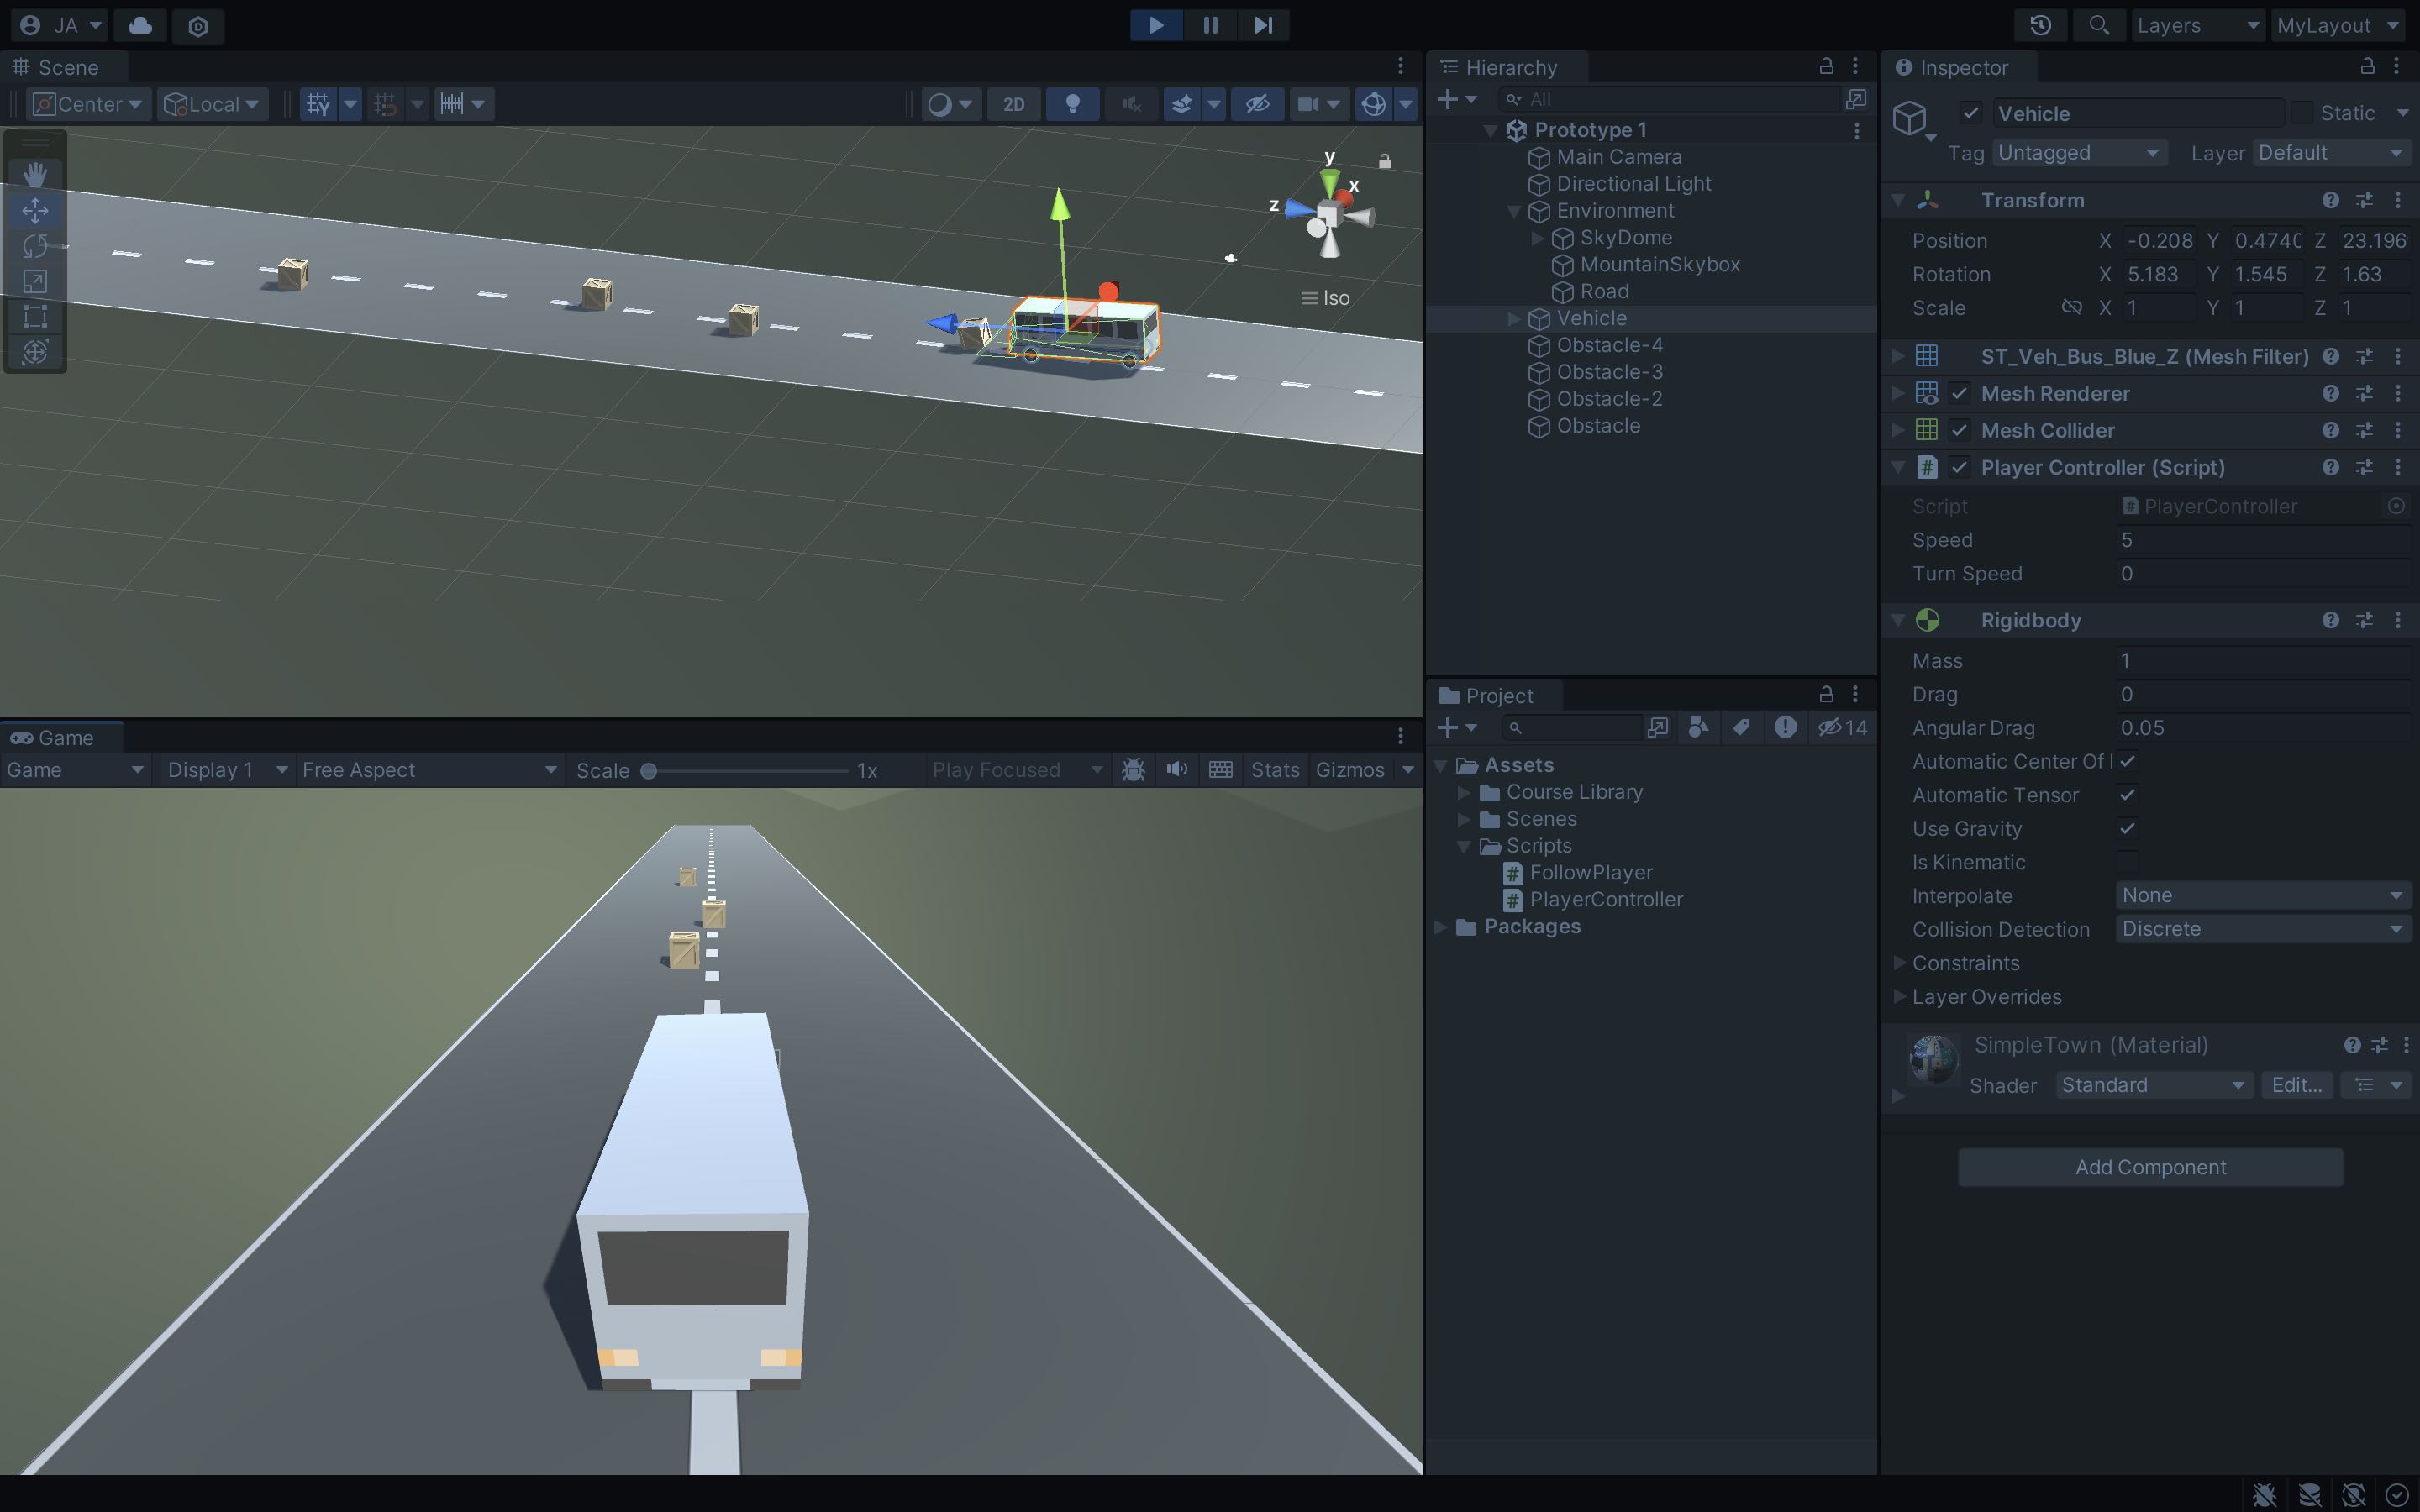 JA
Layers
MyLayout
Scene
Center
Local
2D
y
x
z
Iso
Game
Game
Display 1
Free Aspect
Scale
1x
Play Focused
Stats
Gizmos
Hierarchy
All
Prototype 1
Main Camera
Directional Light
Environment
SkyDome
MountainSkybox
Road
Vehicle
Obstacle-4
Obstacle-3
Obstacle-2
Obstacle
Project
14
Assets
Course Library
Scenes
Scripts
FollowPlayer
PlayerController
Packages
Inspector
Vehicle
Static
Tag Untagged Layer Default
Transform
Position X -0.208 Y 0.4740 Z 23.196
Rotation X 5.183 Y 1.545 Z 1.63
Scale X 1 Y 1 Z 1
ST_Veh_Bus_Blue_Z (Mesh Filter)
Mesh Renderer
Mesh Collider
Player Controller (Script)
Script PlayerController
Speed 5
Turn Speed 0
Rigidbody
Mass 1
Drag 0
Angular Drag 0.05
Automatic Center Of
Automatic Tensor
Use Gravity
Is Kinematic
Interpolate None
Collision Detection Discrete
Constraints
Layer Overrides
SimpleTown (Material)
Shader Standard Edit...
Add Component